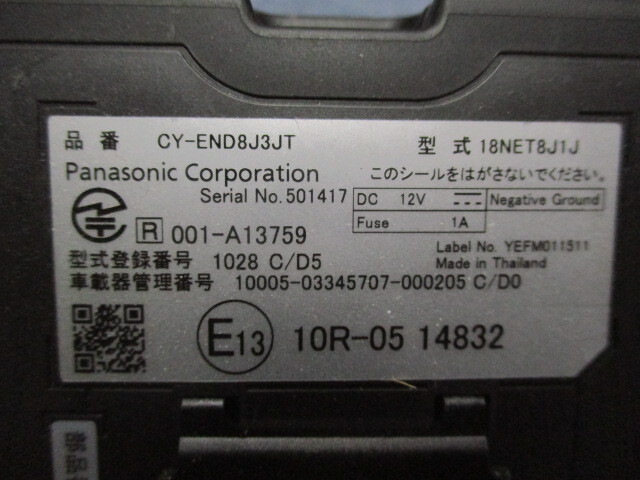 品番 CY-END8J3JT 型式 18NET8J1J
Panasonic Corporation このシールをはがさないでください。
Serial No. 501417
DC 12V Negative Ground
Fuse 1A
R 001-A13759
Label No. YEFM011511
Made in Thailand
型式登録番号 1028 C/D5
車載器管理番号 10005-03345707-000205 C/D0
E13 10R-05 14832
部品